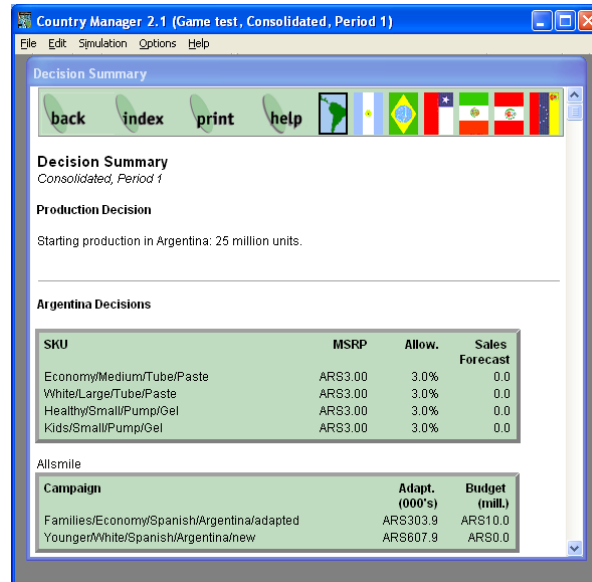 Country Manager 2.1 (Game test, Consolidated, Period 1)
File Edit Simulation Options Help
Decision Summary
back index print help
Decision Summary
Consolidated, Period 1
Production Decision
Starting production in Argentina: 25 million units.
Argentina Decisions
SKU MSRP Allow. Sales
Forecast
Economy/Medium/Tube/Paste ARS3.00 3.0% 0.0
White/Large/Tube/Paste ARS3.00 3.0% 0.0
Healthy/Small/Pump/Gel ARS3.00 3.0% 0.0
Kids/Small/Pump/Gel ARS3.00 3.0% 0.0
Allsmile
Campaign Adapt. Budget
(000's) (mill.)
Families/Economy/Spanish/Argentina/adapted ARS303.9 ARS10.0
Younger/White/Spanish/Argentina/new ARS607.9 ARS0.0